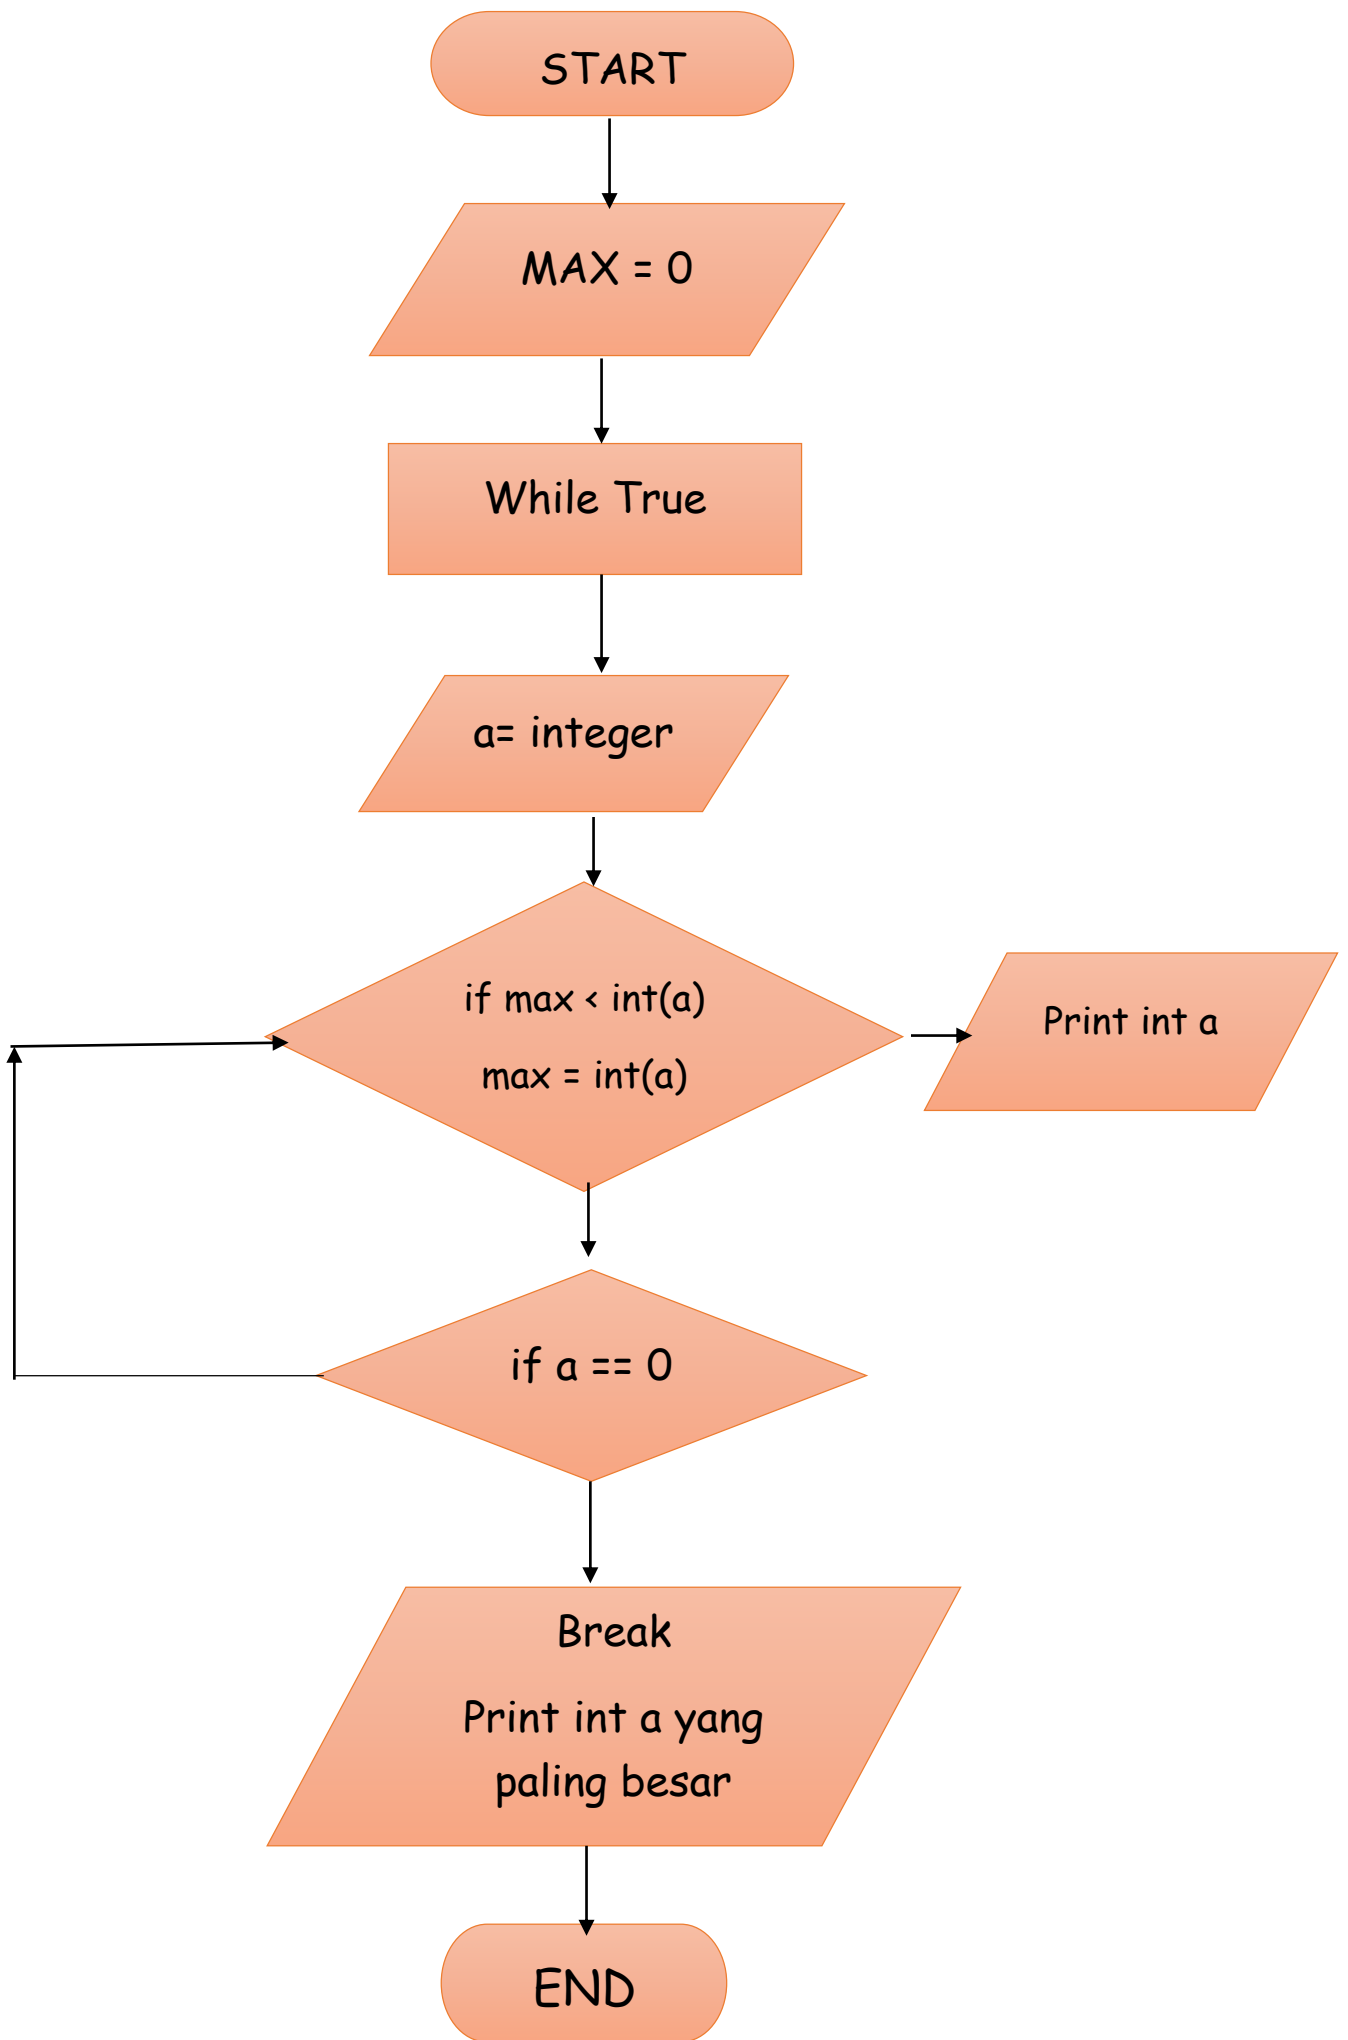 START
MAX = 0
While True
a= integer
if max < int(a)
max = int(a)
Print int a
if a == 0
Break
Print int a yang
paling besar
END